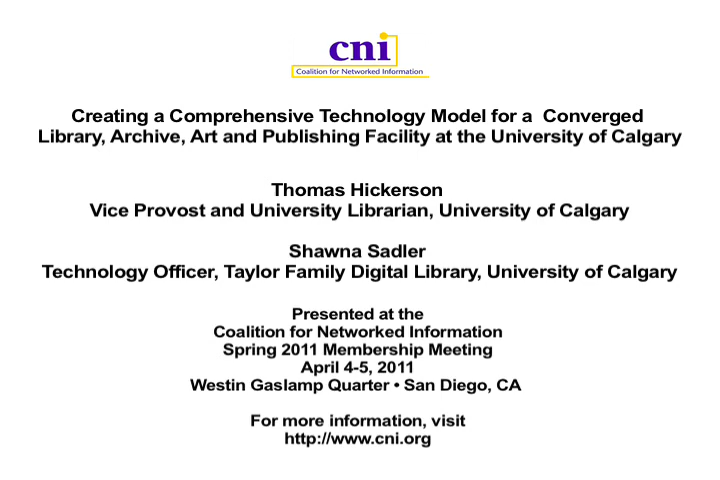 cni
Coalition for Networked Information
Creating a Comprehensive Technology Model for a  Converged
Library, Archive, Art and Publishing Facility at the University of Calgary
Thomas Hickerson
Vice Provost and University Librarian, University of Calgary
Shawna Sadler
Technology Officer, Taylor Family Digital Library, University of Calgary
Presented at the
Coalition for Networked Information
Spring 2011 Membership Meeting
April 4-5, 2011
Westin Gaslamp Quarter • San Diego, CA
For more information, visit
http://www.cni.org